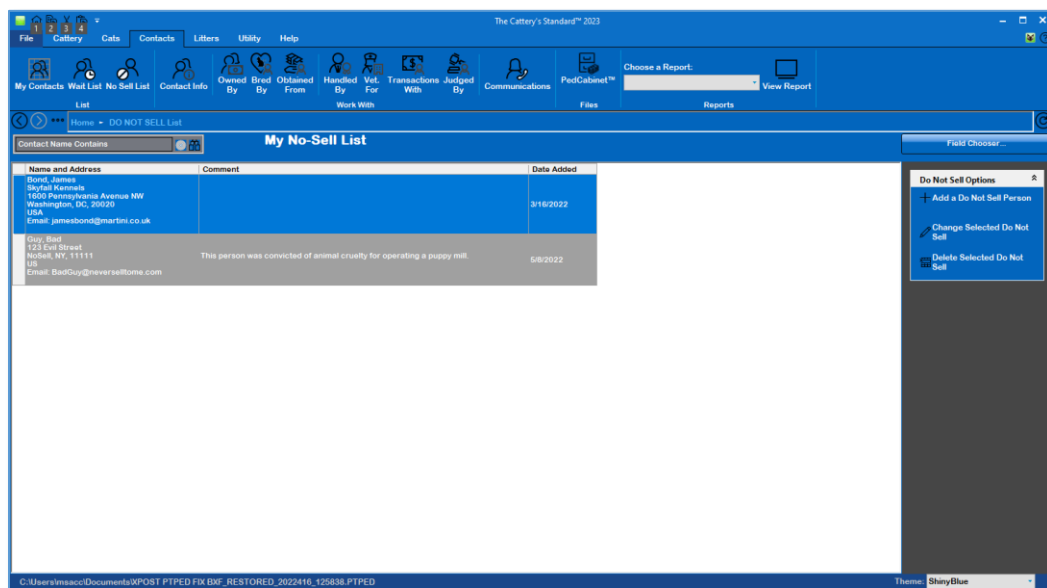 The Cattery's Standard™ 2023
1 2 3 4
File Cattery Cats Contacts Litters Utility Help
My Contacts Wait List No Sell List Contact Info Owned By Bred By Obtained From Handled By Vet. For Transactions With Judged By Communications PedCabinet™ Choose a Report: View Report
List Work With Files Reports
Home ▸ DO NOT SELL List
Contact Name Contains My No-Sell List Field Chooser...
Name and Address Comment Date Added
Bond, James
Skyfall Kennels
1600 Pennsylvania Avenue NW
Washington, DC, 20020
USA
Email: jamesbond@martini.co.uk
3/16/2022
Guy, Bad
123 Evil Street
NoSell, NY, 11111
US
Email: BadGuy@neverselltome.com
This person was convicted of animal cruelty for operating a puppy mill.
5/8/2022
Do Not Sell Options
Add a Do Not Sell Person
Change Selected Do Not
Sell
Delete Selected Do Not
Sell
C:\Users\msacc\Documents\XPOST PTPED FIX BXF_RESTORED_2022416_125838.PTPED Theme: ShinyBlue